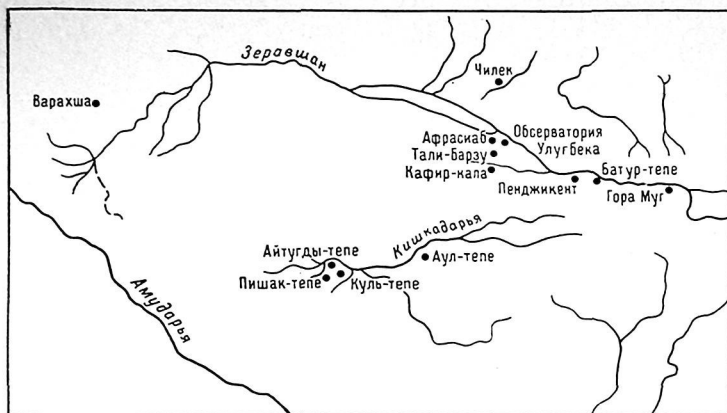 Зеравшан
Чилек
Варахша
Афрасиаб
Обсерватория
Улугбека
Тали-Барзу
Кафир-кала
Батур-тепе
Пенджикент
Гора Муг
Кишкадарья
Айтугды-тепе
Аул-тепе
Пишак-тепе
Куль-тепе
Амударья